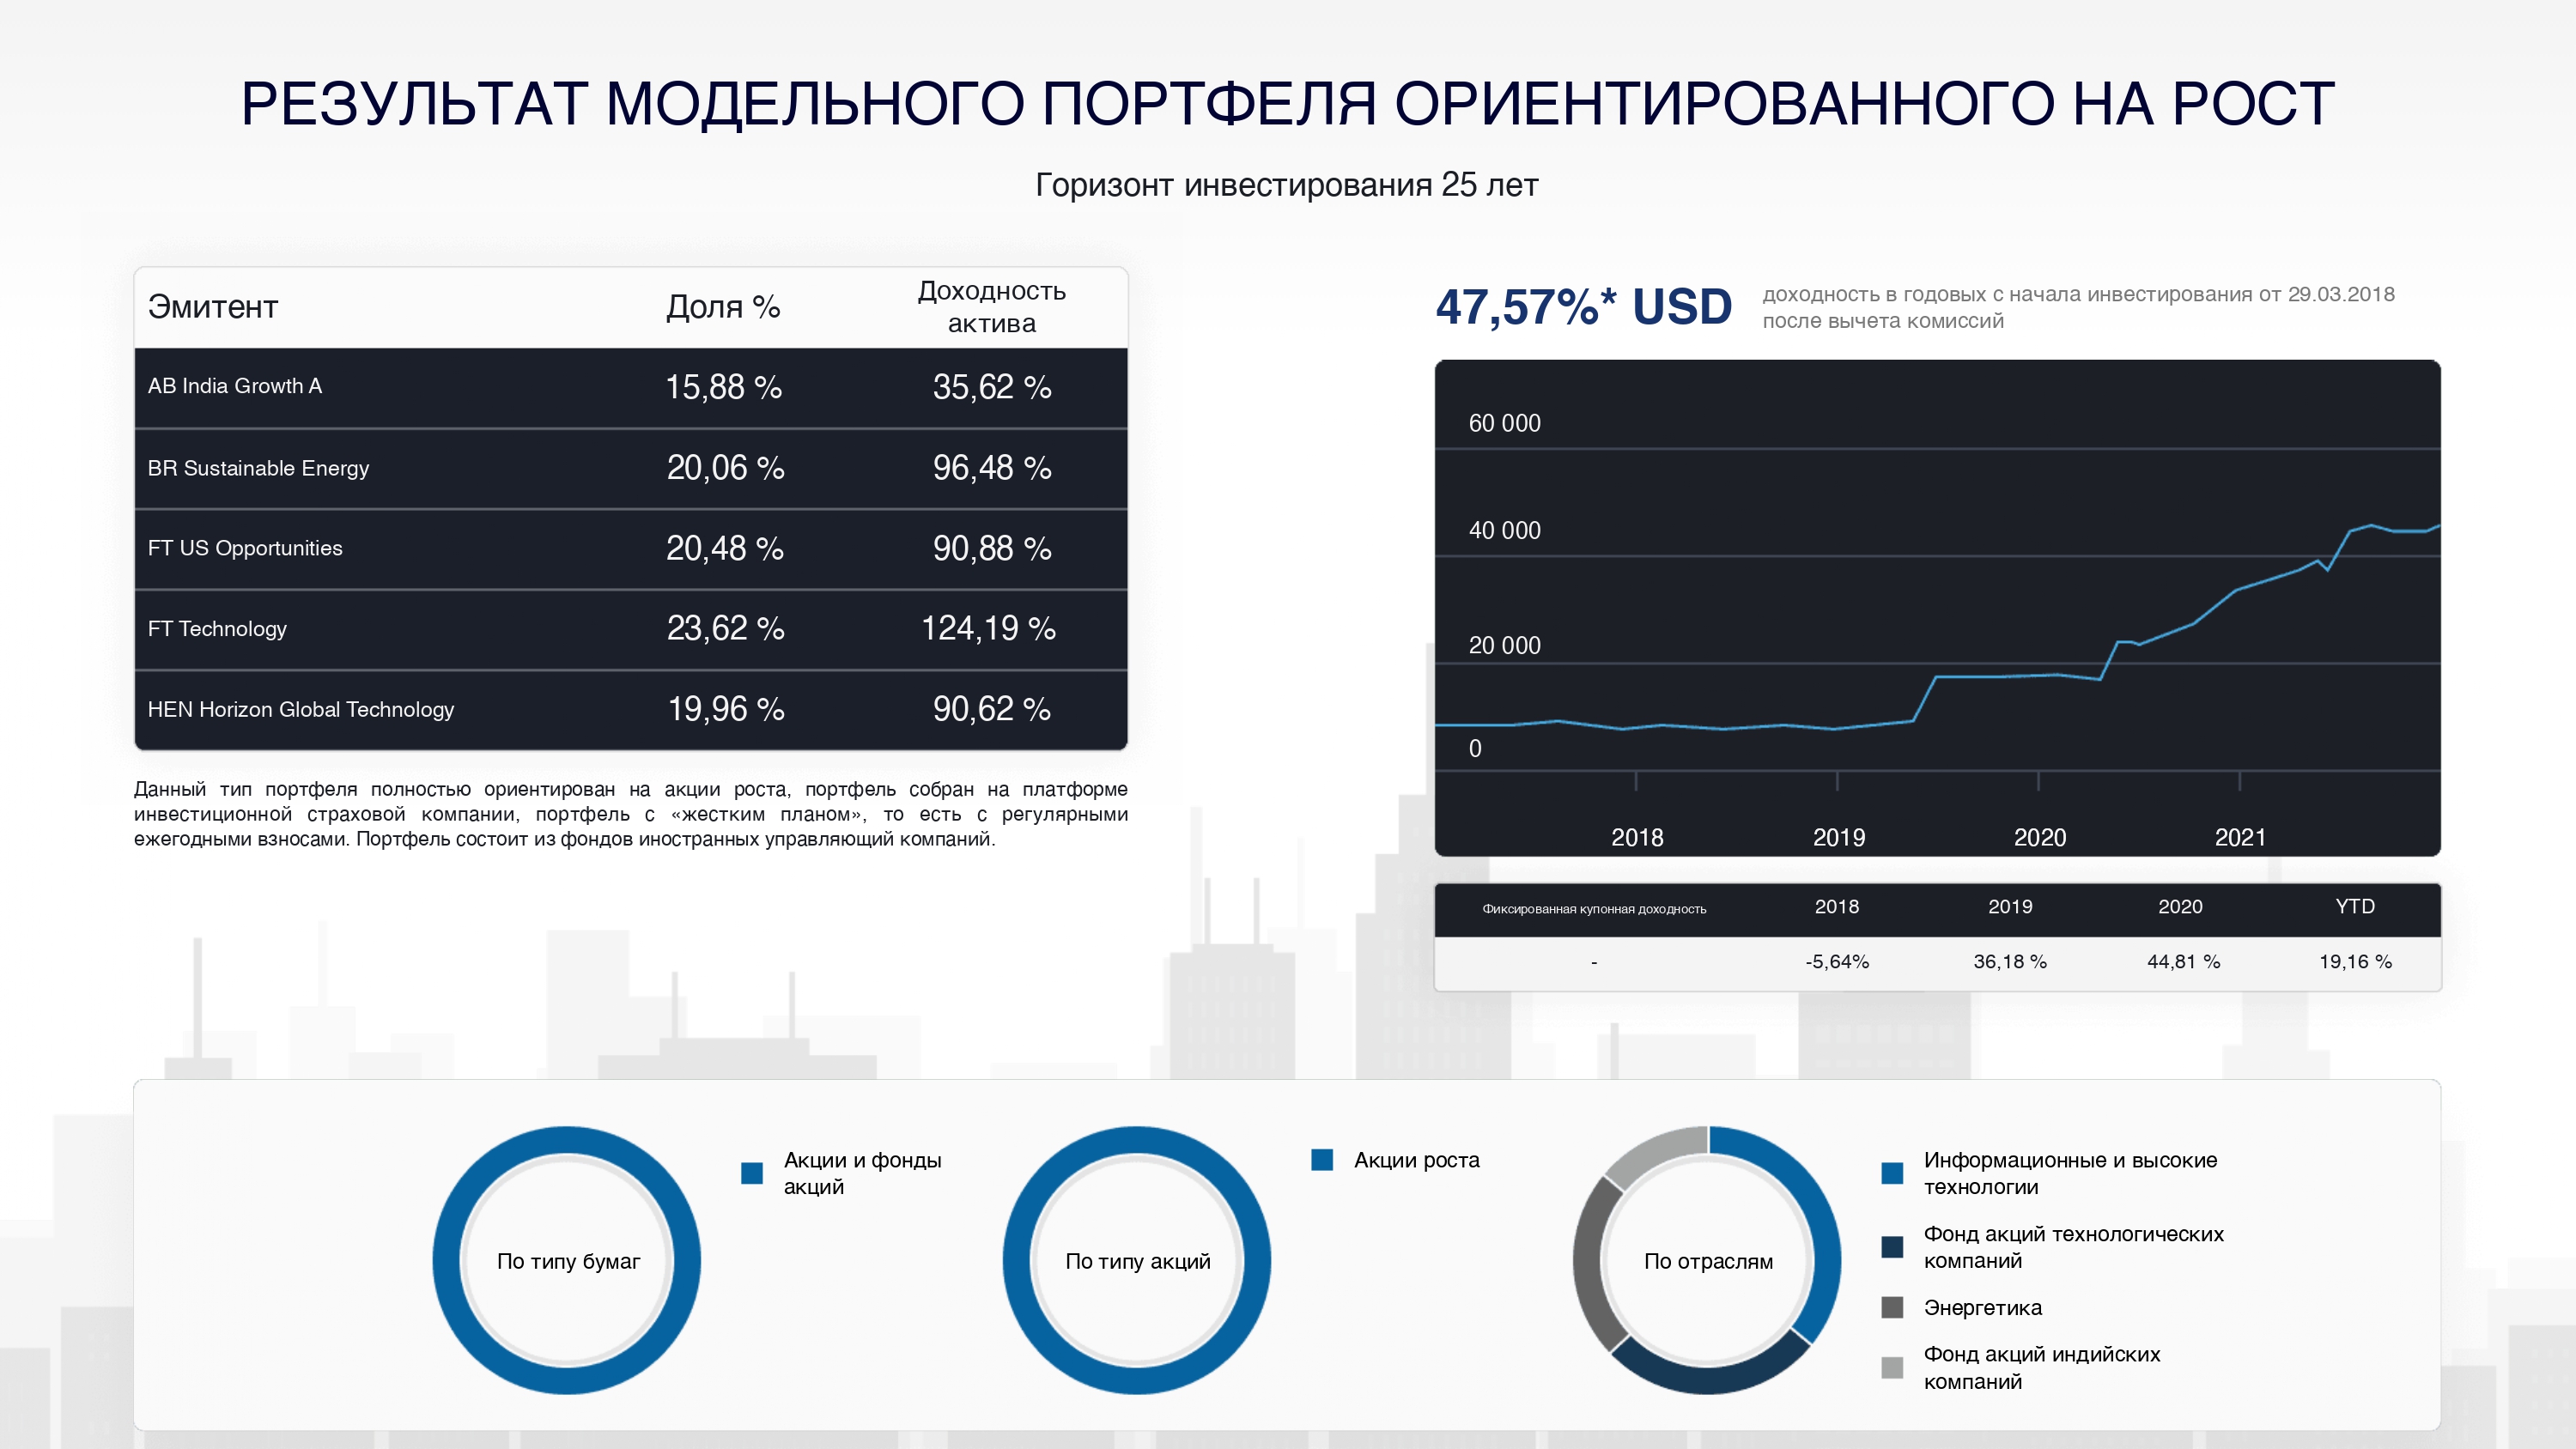 РЕЗУЛЬТАТ МОДЕЛЬНОГО ПОРТФЕЛЯ ОРИЕНТИРОВАННОГО НА РОСТ
Горизонт инвестирования 25 лет
Эмитент Доля % Доходность актива
AB India Growth A 15,88 % 35,62 %
BR Sustainable Energy 20,06 % 96,48 %
FT US Opportunities 20,48 % 90,88 %
FT Technology 23,62 % 124,19 %
HEN Horizon Global Technology 19,96 % 90,62 %
Данный тип портфеля полностью ориентирован на акции роста, портфель собран на платформе
инвестиционной страховой компании, портфель с «жестким планом», то есть с регулярными
ежегодными взносами. Портфель состоит из фондов иностранных управляющий компаний.
47,57%* USD
доходность в годовых с начала инвестирования от 29.03.2018
после вычета комиссий
60 000
40 000
20 000
0
2018 2019 2020 2021
Фиксированная купонная доходность 2018 2019 2020 YTD
- -5,64% 36,18 % 44,81 % 19,16 %
По типу бумаг
Акции и фонды
акций
По типу акций
Акции роста
По отраслям
Информационные и высокие
технологии
Фонд акций технологических
компаний
Энергетика
Фонд акций индийских
компаний